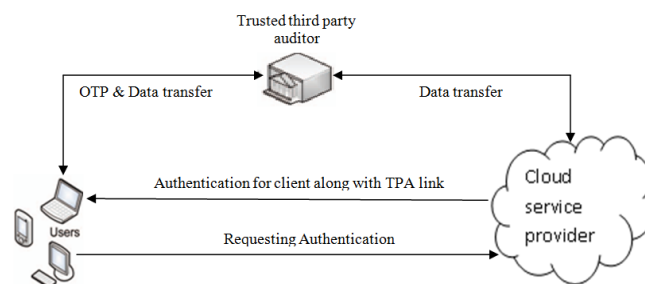 Trusted third party
auditor
OTP & Data transfer
Data transfer
Authentication for client along with TPA link
Cloud
service
provider
Users
Requesting Authentication